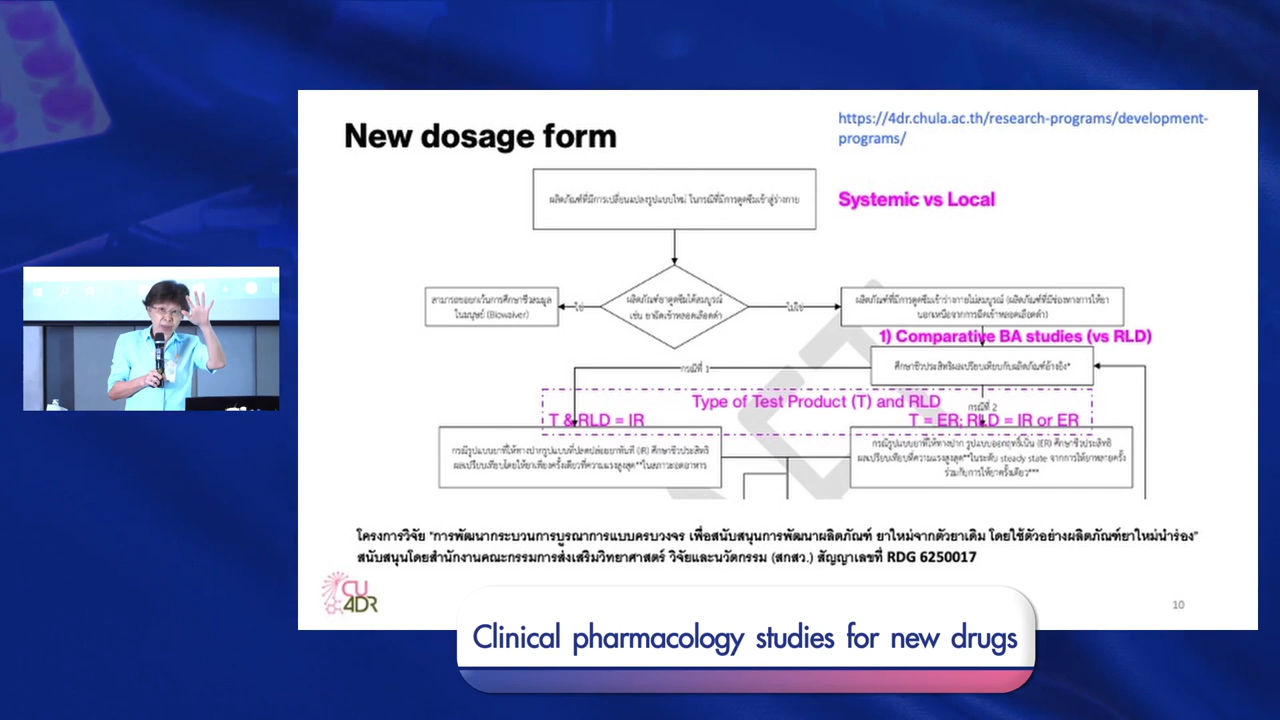 New dosage form
https://4dr.chula.ac.th/research-programs/development-
programs/
ผลิตภัณฑ์ที่มีการเปลี่ยนแปลงรูปแบบใหม่ ในกรณีที่มีการดูดซึมเข้าสู่ร่างกาย
Systemic vs Local
ผลิตภัณฑ์ยาดูดซึมได้สมบูรณ์
เช่น ยาฉีดเข้าหลอดเลือดดำ
ใช่
ไม่ใช่
สามารถขอยกเว้นการศึกษาชีวสมมูล
ในมนุษย์ (Biowaiver)
ผลิตภัณฑ์ที่มีการดูดซึมเข้าร่างกายไม่สมบูรณ์ (ผลิตภัณฑ์ที่มีช่องทางการให้ยา
นอกเหนือจากการฉีดเข้าหลอดเลือดดำ)
1) Comparative BA studies (vs RLD)
ศึกษาชีวประสิทธิผลเปรียบเทียบกับผลิตภัณฑ์อ้างอิง*
กรณีที่ 1
กรณีที่ 2
Type of Test Product (T) and RLD
T & RLD = IR
T = ER; RLD = IR or ER
กรณีรูปแบบยาที่ให้ทางปากรูปแบบที่ปลดปล่อยยาทันที (IR) ศึกษาชีวประสิทธิ
ผลเปรียบเทียบโดยให้ยาเพียงครั้งเดียวที่ความแรงสูงสุด**ในสภาวะอดอาหาร
กรณีรูปแบบยาที่ให้ทางปาก รูปแบบออกฤทธิ์เนิ่น (ER) ศึกษาชีวประสิทธิ
ผลเปรียบเทียบที่ความแรงสูงสุด**ในระดับ steady state จากการให้ยาหลายครั้ง
ร่วมกับการให้ยาครั้งเดียว***
โครงการวิจัย "การพัฒนากระบวนการบูรณาการแบบครบวงจร เพื่อสนับสนุนการพัฒนาผลิตภัณฑ์ ยาใหม่จากตัวยาเดิม โดยใช้ตัวอย่างผลิตภัณฑ์ยาใหม่นำร่อง"
สนับสนุนโดยสำนักงานคณะกรรมการส่งเสริมวิทยาศาสตร์ วิจัยและนวัตกรรม (สกสว.) สัญญาเลขที่ RDG 6250017
CU
4DR
10
Clinical pharmacology studies for new drugs